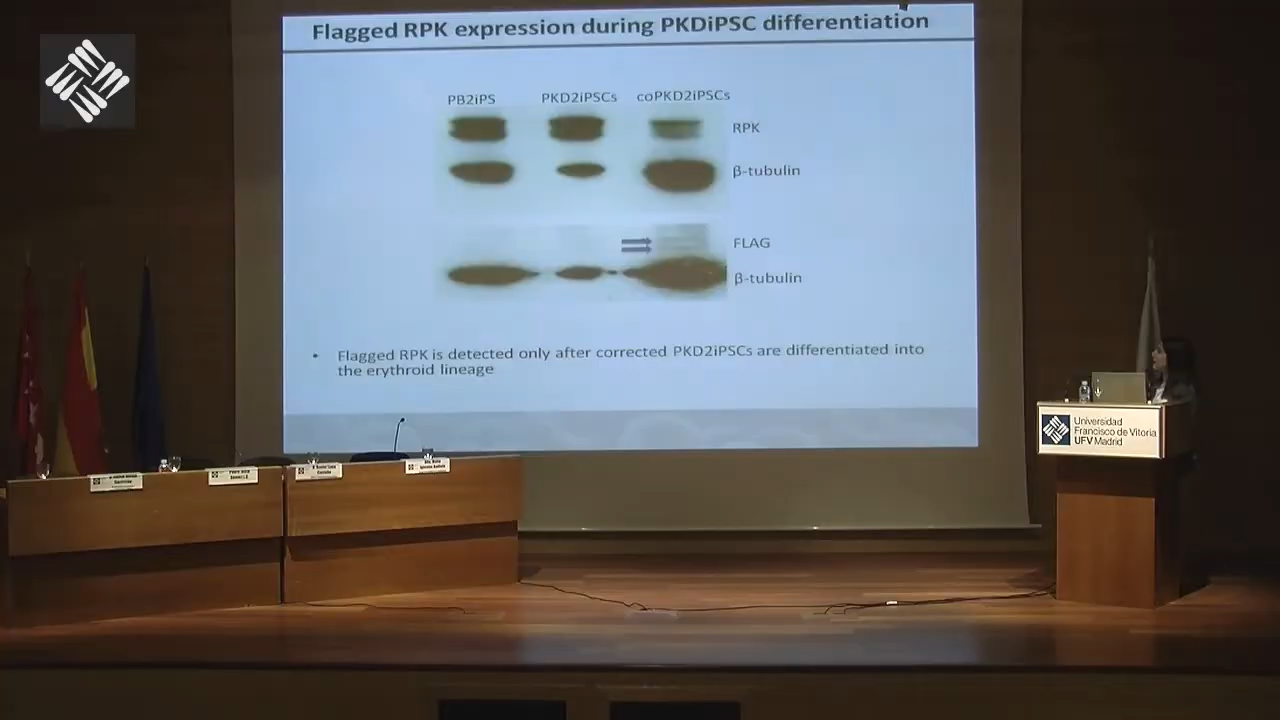 Flagged RPK expression during PKDiPSC differentiation
PB2iPS PKD2iPSCs coPKD2iPSCs
RPK
β-tubulin
FLAG
β-tubulin
• Flagged RPK is detected only after corrected PKD2iPSCs are differentiated into
the erythroid lineage
Universidad
Francisco de Vitoria
UFV Madrid